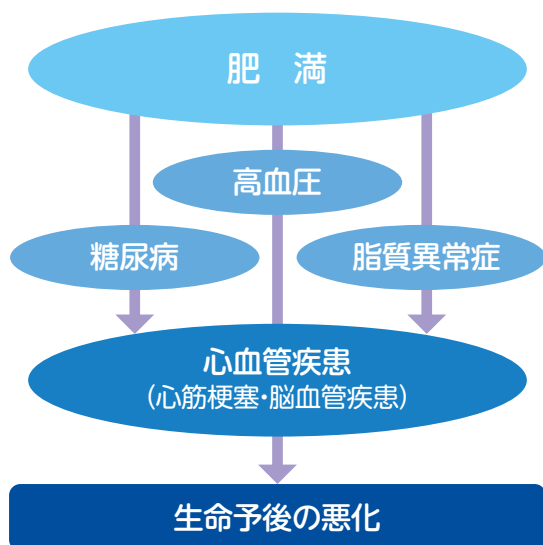 肥　満
高血圧
糖尿病
脂質異常症
心血管疾患
(心筋梗塞・脳血管疾患)
生命予後の悪化